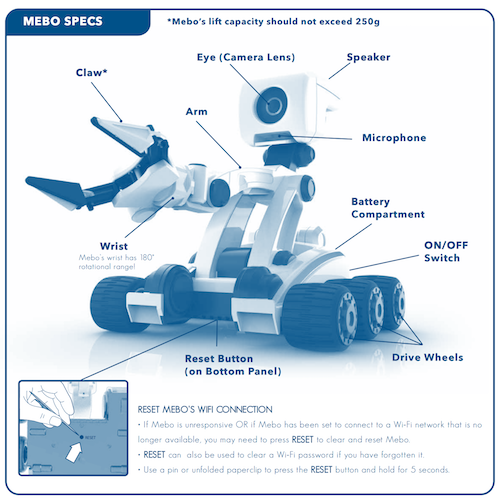 MEBO SPECS
*Mebo's lift capacity should not exceed 250g
Eye (Camera Lens)
Speaker
Claw*
Arm
Microphone
Battery
Compartment
ON/OFF
Switch
Wrist
Mebo's wrist has 180°
rotational range!
Reset Button
(on Bottom Panel)
Drive Wheels
RESET
RESET MEBO'S WIFI CONNECTION
• If Mebo is unresponsive OR if Mebo has been set to connect to a Wi-Fi network that is no
longer available, you may need to press RESET to clear and reset Mebo.
• RESET can also be used to clear a Wi-Fi password if you have forgotten it.
• Use a pin or unfolded paperclip to press the RESET button and hold for 5 seconds.